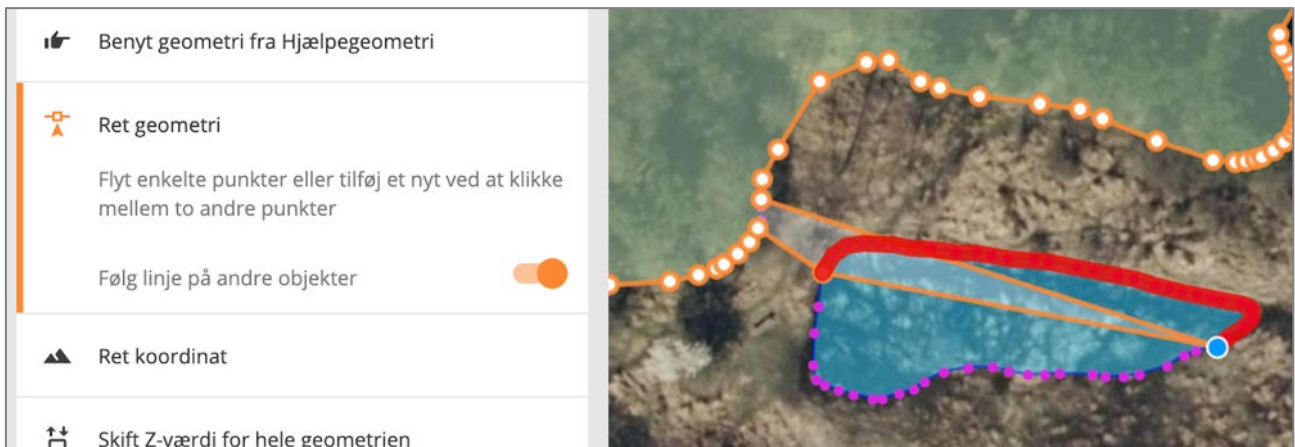 Benyt geometri fra Hjælpegeometri
Ret geometri
Flyt enkelte punkter eller tilføj et nyt ved at klikke
mellem to andre punkter
Følg linje på andre objekter
Ret koordinat
Skift Z-værdi for hele geometrien